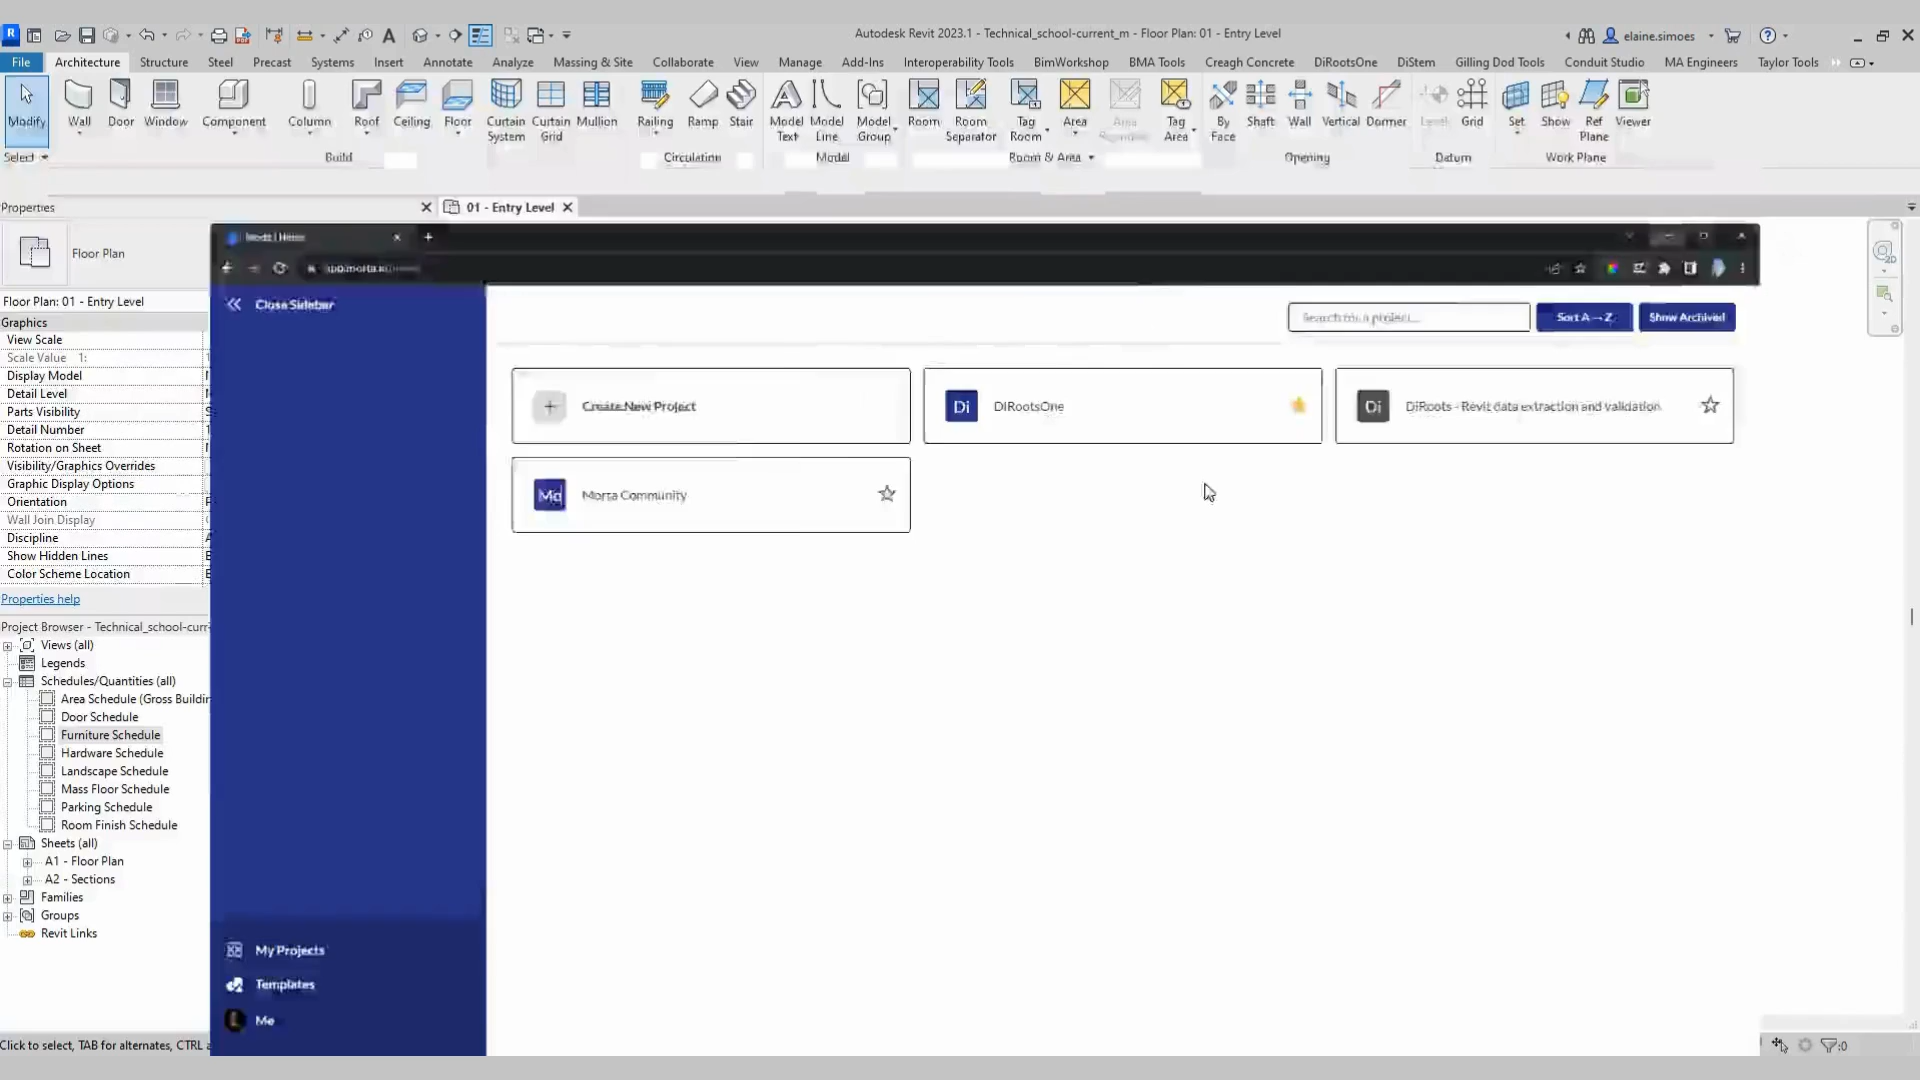 Autodesk Revit 2023.1 - Technical_school-current_m - Floor Plan: 01 - Entry Level
elaine.simoes
File Architecture Structure Steel Precast Systems Insert Annotate Analyze Massing & Site Collaborate View Manage Add-Ins Interoperability Tools BimWorkshop BMA Tools Creagh Concrete DiRootsOne DiStem Gilling Dod Tools Conduit Studio MA Engineers Taylor Tools
Modify Wall Door Window Component Column Roof Ceiling Floor Curtain System Curtain Grid Mullion Railing Ramp Stair Model Text Model Line Model Group Room Room Separator Tag Room Area Area Tag Area By Face Shaft Wall Vertical Dormer Level Grid Set Show Ref Plane Viewer
Select Build Circulation Model Room & Area Opening Datum Work Plane
Properties
01 - Entry Level
Floor Plan
Floor Plan: 01 - Entry Level
Graphics
View Scale
Scale Value 1:
Display Model
Detail Level
Parts Visibility
Detail Number
Rotation on Sheet
Visibility/Graphics Overrides
Graphic Display Options
Orientation
Wall Join Display
Discipline
Show Hidden Lines
Color Scheme Location
Properties help
Project Browser - Technical_school-curr
Views (all)
Legends
Schedules/Quantities (all)
Area Schedule (Gross Buildin
Door Schedule
Furniture Schedule
Hardware Schedule
Landscape Schedule
Mass Floor Schedule
Parking Schedule
Room Finish Schedule
Sheets (all)
A1 - Floor Plan
A2 - Sections
Families
Groups
Revit Links
Click to select, TAB for alternates, CTRL a
:0
Close Sidebar
Search for a project...
Sort A → Z
Show Archived
Create New Project
Di DiRootsOne
Di DiRoots - Revit data extraction and validation
Mo Morta Community
My Projects
Templates
Me